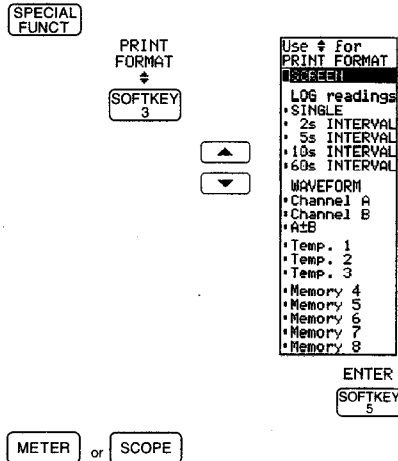 SPECIAL
FUNCT
PRINT
FORMAT
SOFTKEY
3
Use ♦ for
PRINT FORMAT
SCREEN
LOG readings
SINGLE
2s INTERVAL
5s INTERVAL
10s INTERVAL
60s INTERVAL
WAVEFORM
Channel A
Channel B
A±B
Temp. 1
Temp. 2
Temp. 3
Memory 4
Memory 5
Memory 6
Memory 7
Memory 8
ENTER
SOFTKEY
5
METER or SCOPE